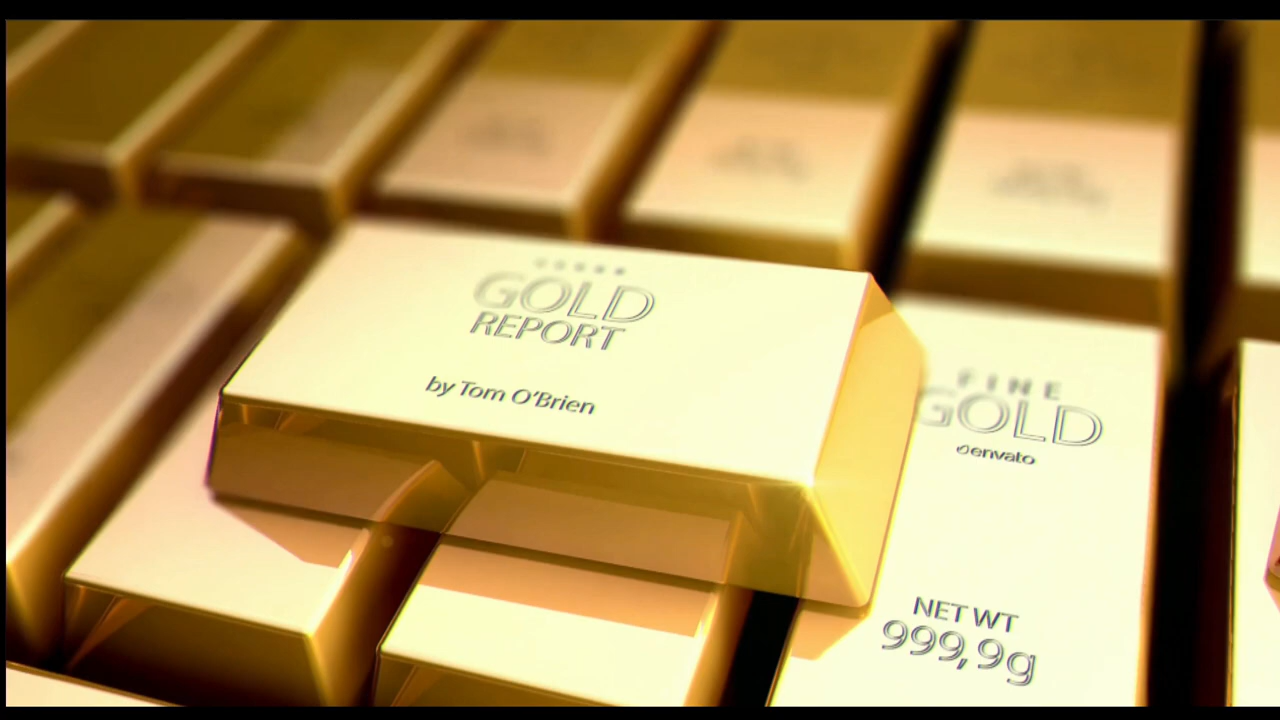 GOLD
REPORT
by Tom O'Brien
FINE
GOLD
envato
NET WT
999,9g